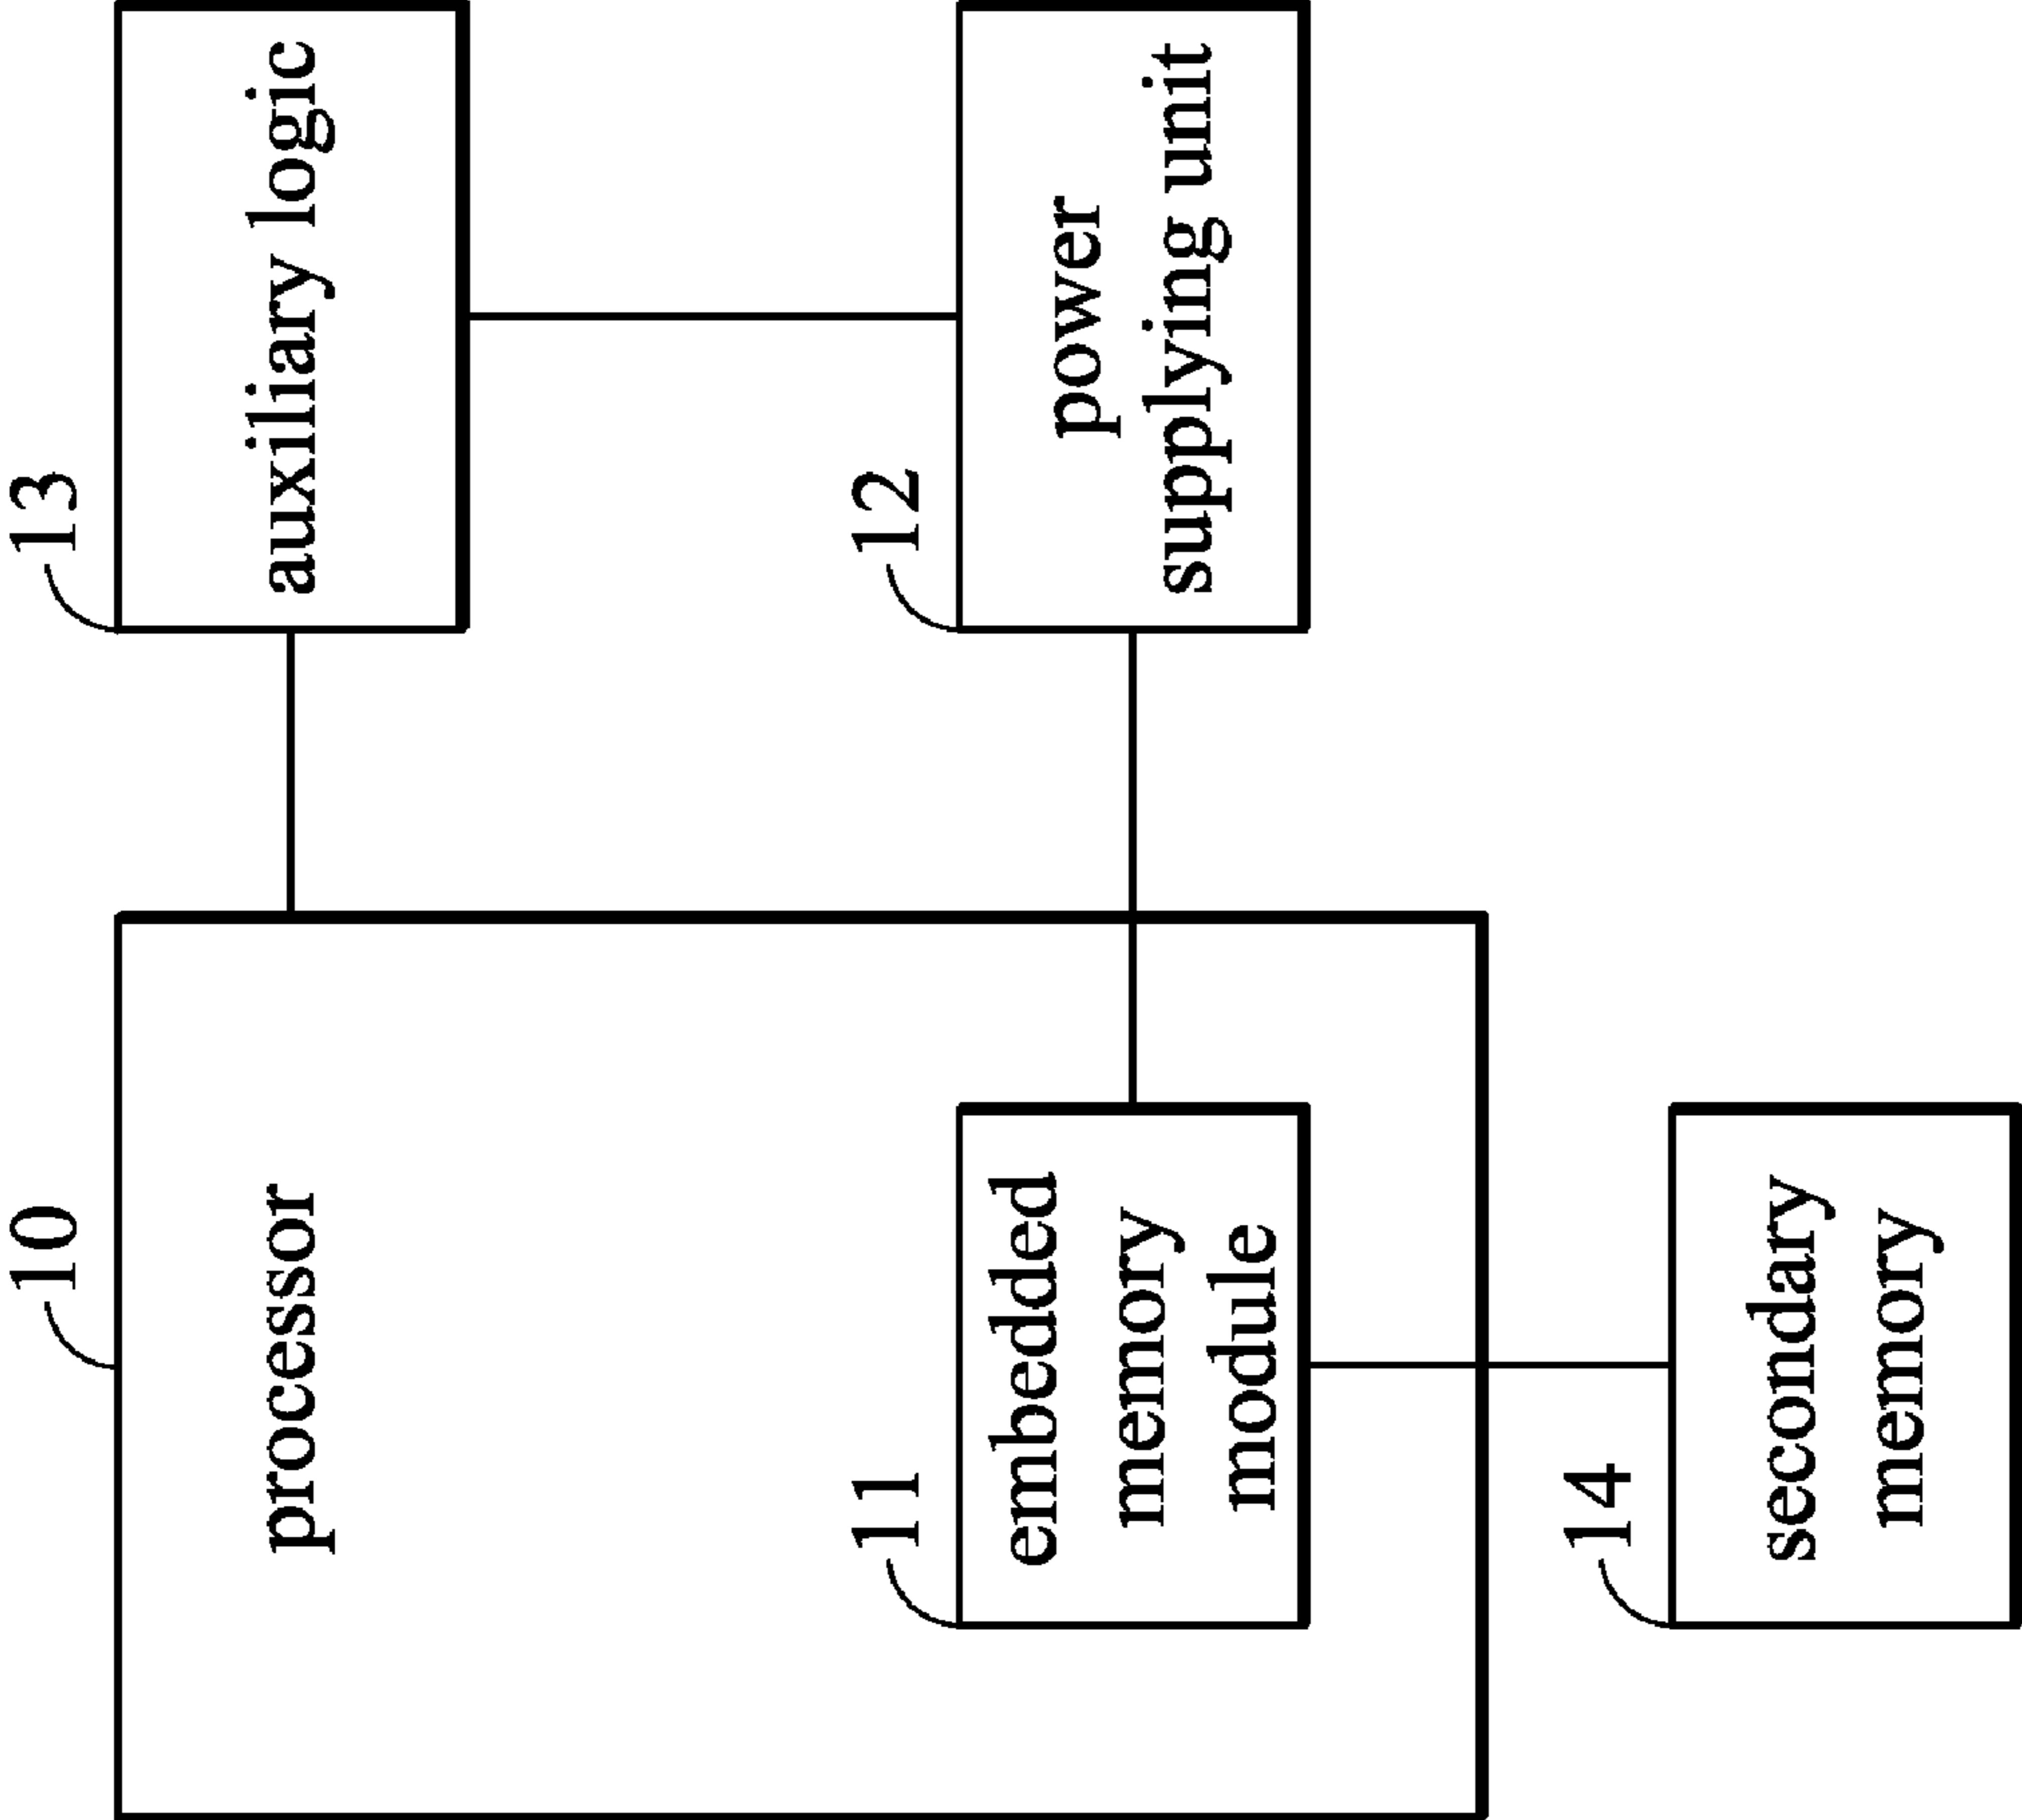 10
processor
13
auxiliary logic
11
embedded
memory
module
12
power
supplying unit
14
secondary
memory